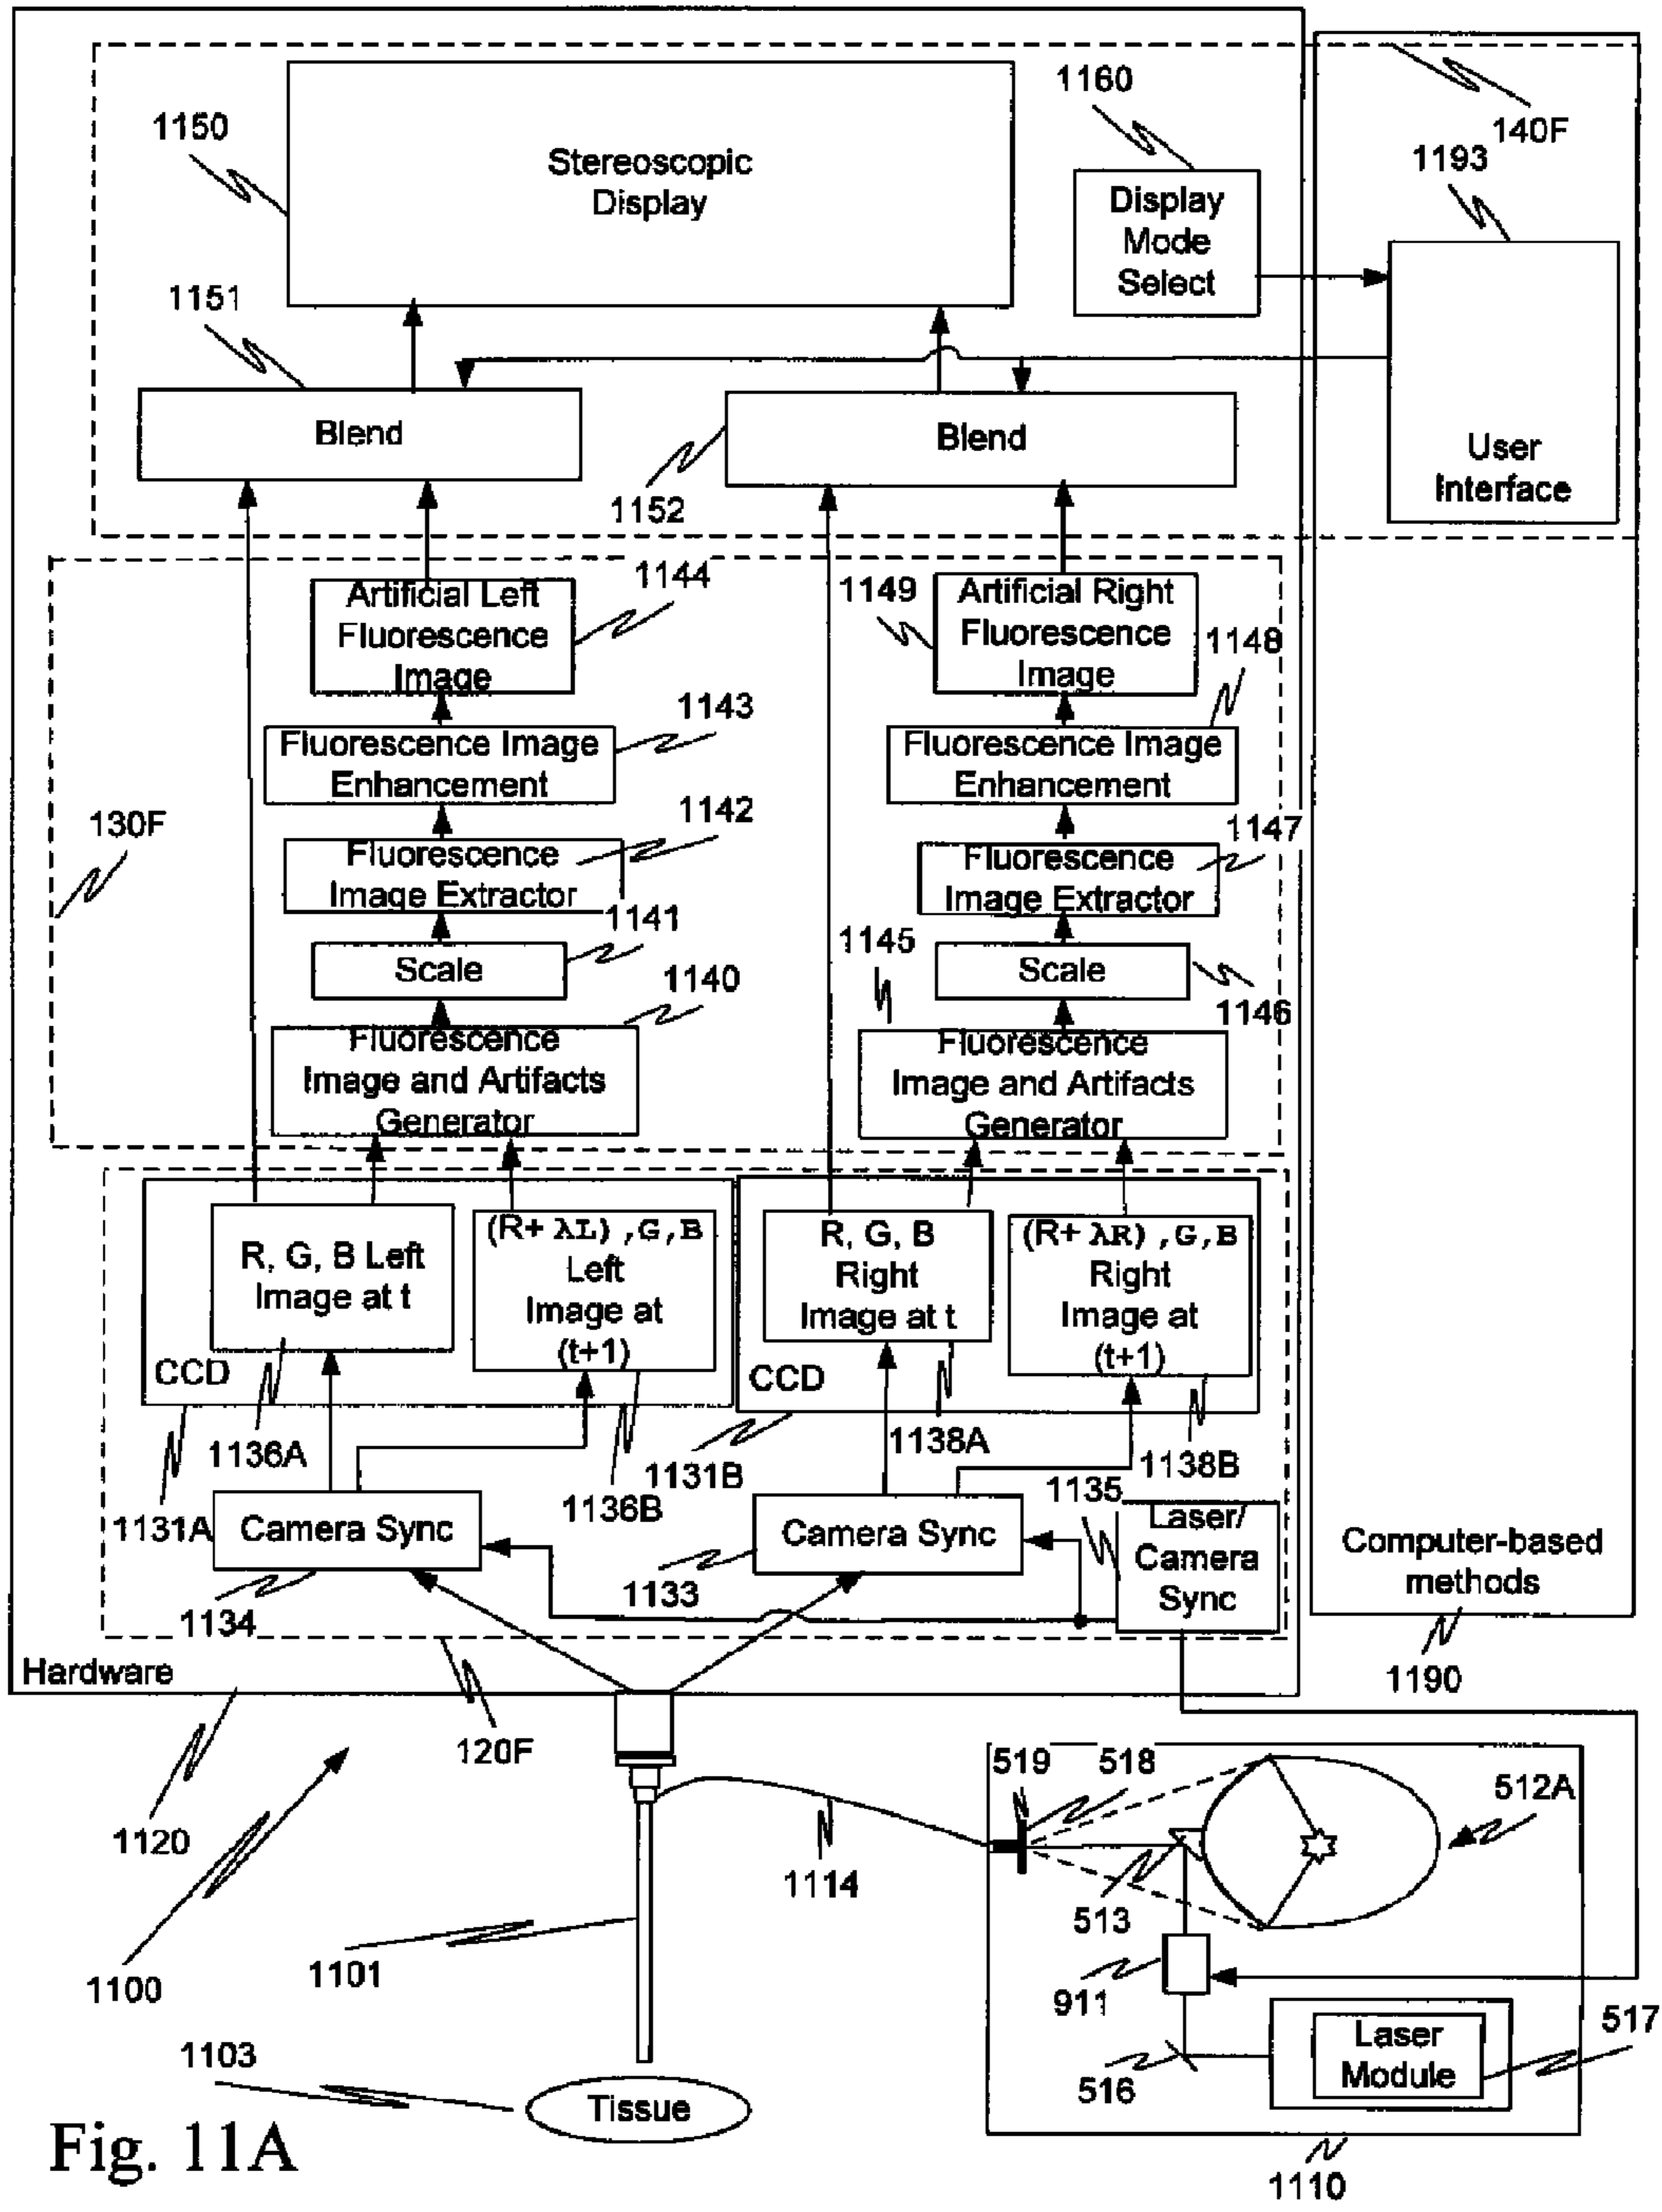 1160
140F
1150
Stereoscopic
Display
1193
Display
Mode
Select
1151
Blend
Blend
User
Interface
1152
1144
1149
Artificial Left
Fluorescence
Image
Artificial Right
Fluorescence
Image
1148
1143
Fluorescence Image
Enhancement
Fluorescence Image
Enhancement
130F
1142
1147
Fluorescence
Image Extractor
Fluorescence
Image Extractor
1141
1145
Scale
Scale
1140
1146
Fluorescence
Image and Artifacts
Generator
Fluorescence
Image and Artifacts
Generator
R, G, B Left
Image at t
(R+ λL) ,G,B
Left
Image at
(t+1)
R, G, B
Right
Image at t
(R+ λR) ,G,B
Right
Image at
(t+1)
CCD
CCD
1136A
1138A
1131B
1138B
1135
1136B
1131A
Camera Sync
Camera Sync
Laser/
Camera
Sync
Computer-based
methods
1133
1134
Hardware
1190
120F
519
518
512A
1120
1114
513
1101
1100
911
517
Laser
Module
1103
516
Tissue
Fig. 11A
1110